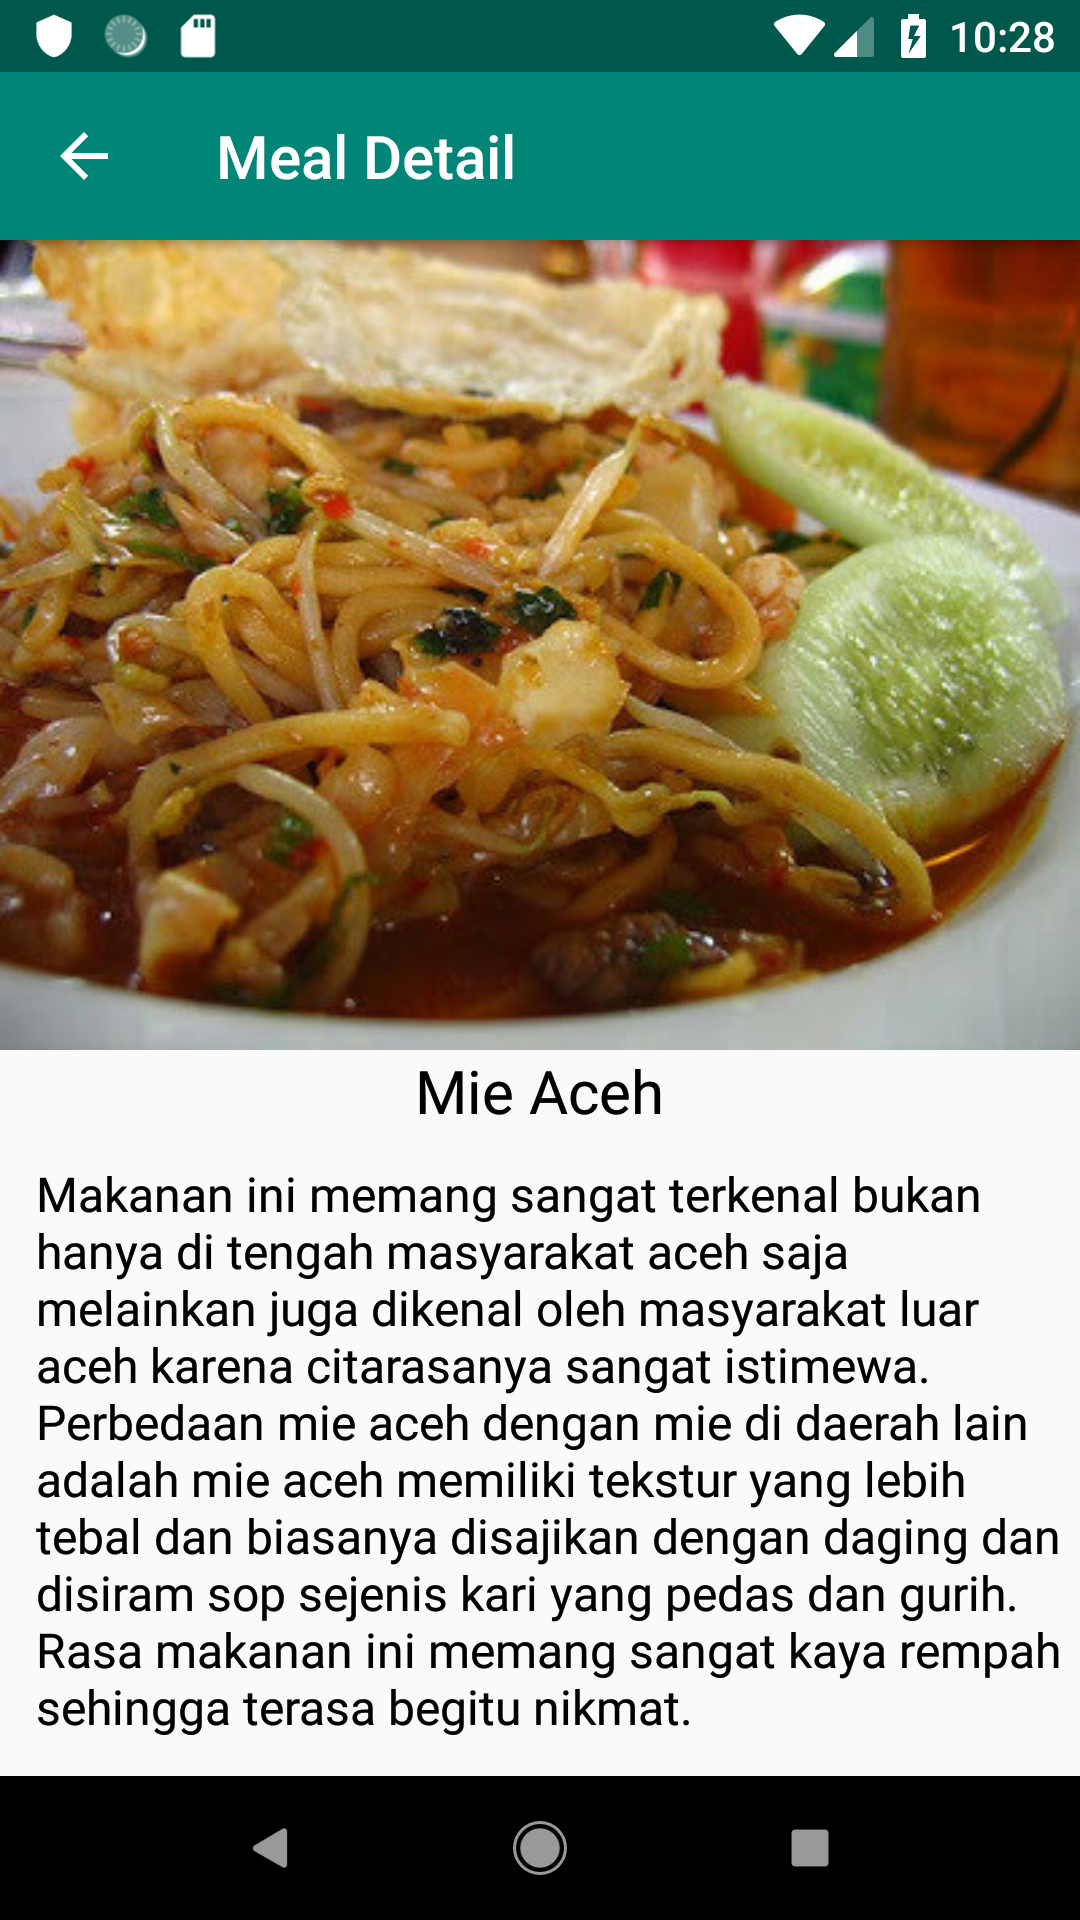 10:28
Meal Detail
Mie Aceh
Makanan ini memang sangat terkenal bukan
hanya di tengah masyarakat aceh saja
melainkan juga dikenal oleh masyarakat luar
aceh karena citarasanya sangat istimewa.
Perbedaan mie aceh dengan mie di daerah lain
adalah mie aceh memiliki tekstur yang lebih
tebal dan biasanya disajikan dengan daging dan
disiram sop sejenis kari yang pedas dan gurih.
Rasa makanan ini memang sangat kaya rempah
sehingga terasa begitu nikmat.